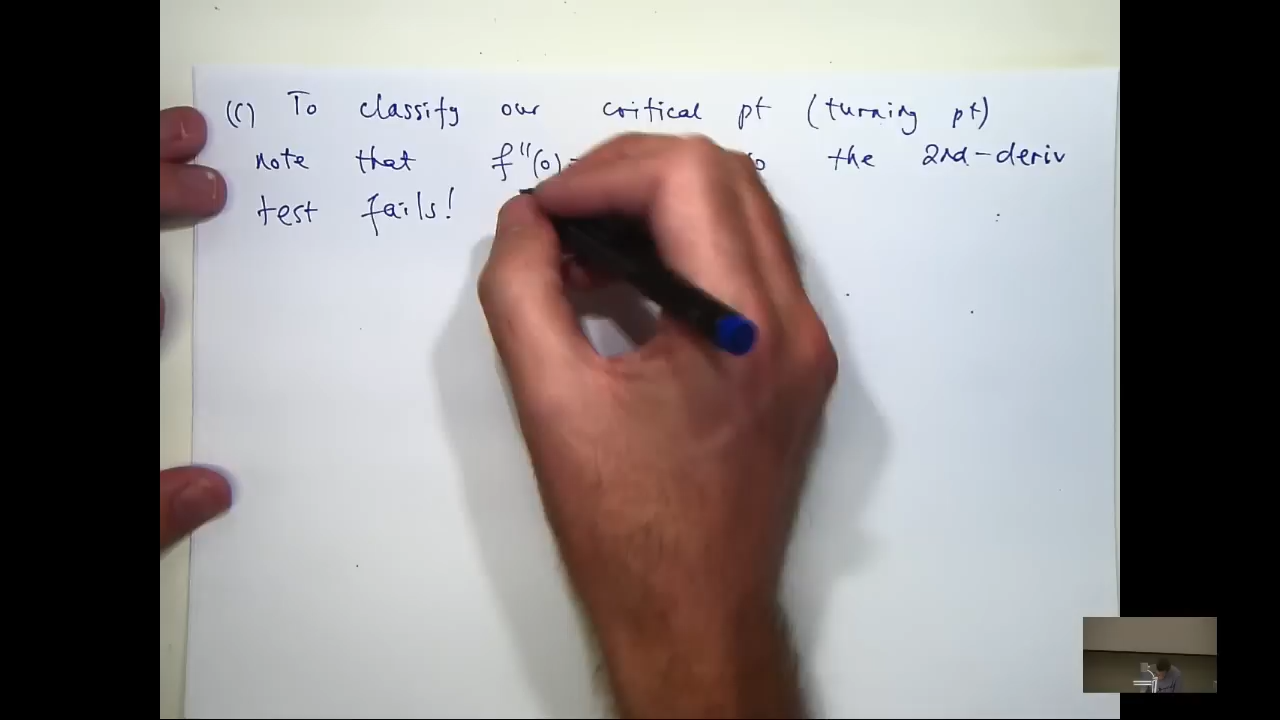 (C) To classify our critical pt (turning pt)
note that f"(0)= the 2nd-deriv
test fails!